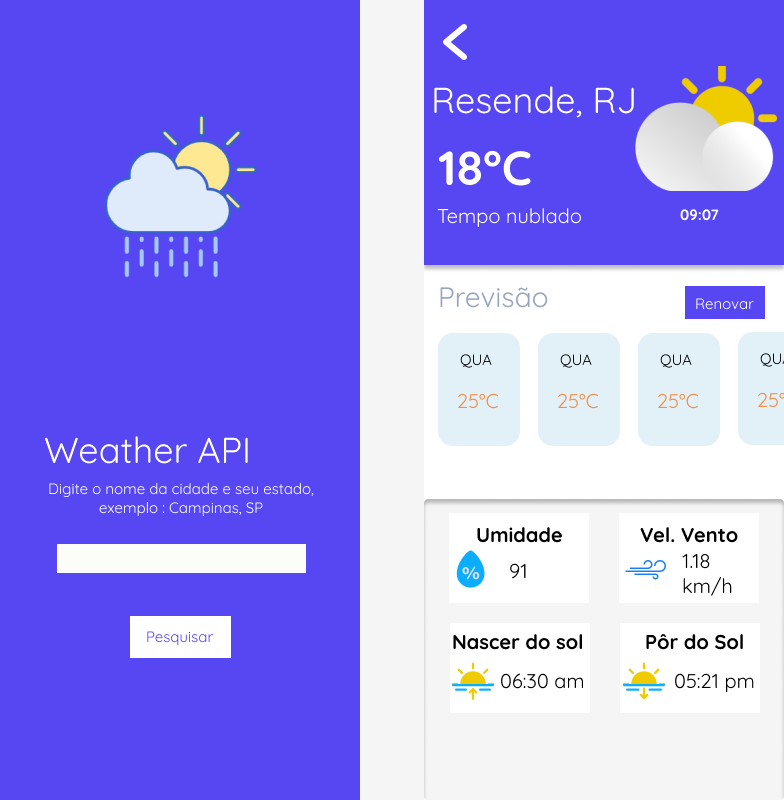 Weather API
Digite o nome da cidade e seu estado,
exemplo : Campinas, SP
Pesquisar
Resende, RJ
18°C
Tempo nublado
09:07
Previsão
Renovar
QUA
25°C
QUA
25°C
QUA
25°C
QUA
25°
Umidade
%
91
Vel. Vento
1.18
km/h
Nascer do sol
06:30 am
Pôr do Sol
05:21 pm